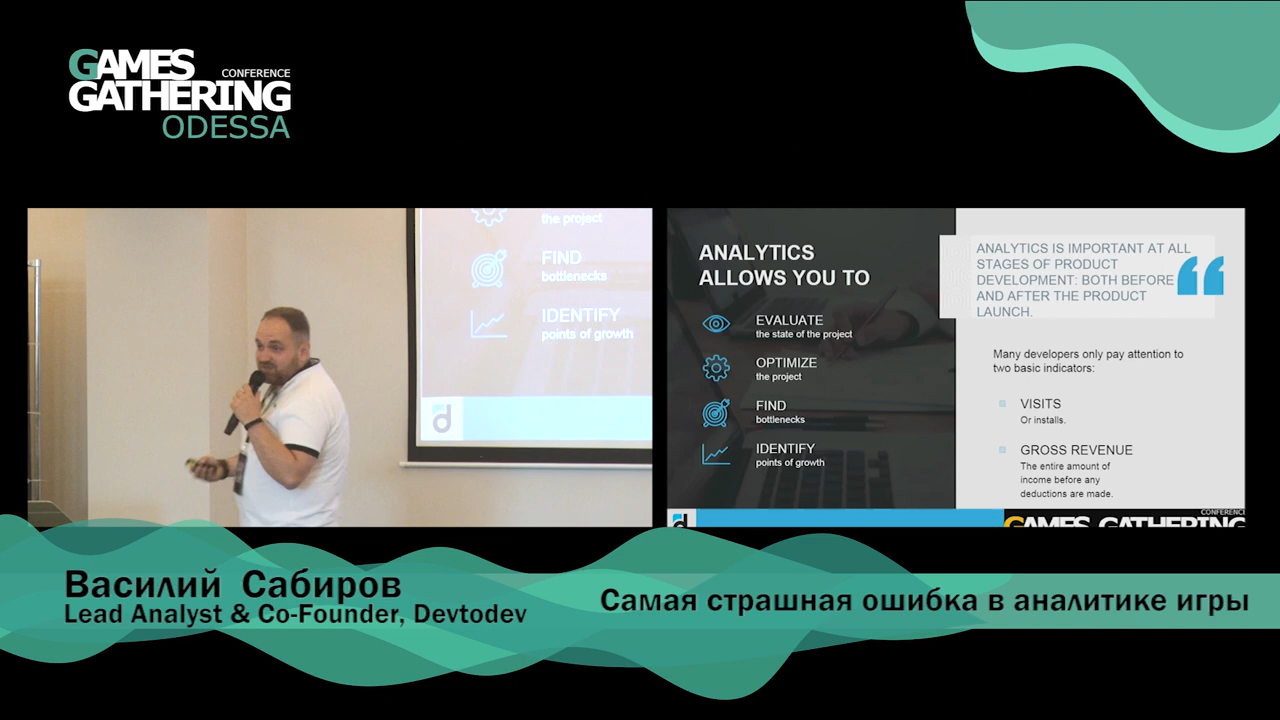 GAMES
CONFERENCE
GATHERING
ODESSA
the project
FIND
bottlenecks
IDENTIFY
points of growth
d
ANALYTICS
ALLOWS YOU TO
EVALUATE
the state of the project
OPTIMIZE
the project
FIND
bottlenecks
IDENTIFY
points of growth
ANALYTICS IS IMPORTANT AT ALL
STAGES OF PRODUCT
DEVELOPMENT: BOTH BEFORE
AND AFTER THE PRODUCT
LAUNCH.
Many developers only pay attention to
two basic indicators:
VISITS
Or installs.
GROSS REVENUE
The entire amount of
income before any
deductions are made.
d
CONFERENCE
GAMES GATHERING
Василий Сабиров
Lead Analyst & Co-Founder, Devtodev
Самая страшная ошибка в аналитике игры